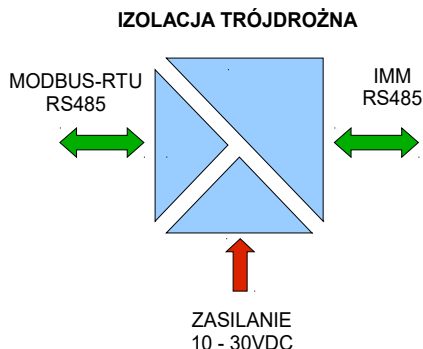 IZOLACJA TRÓJDROŻNA
MODBUS-RTU
RS485
IMM
RS485
ZASILANIE
10 - 30VDC